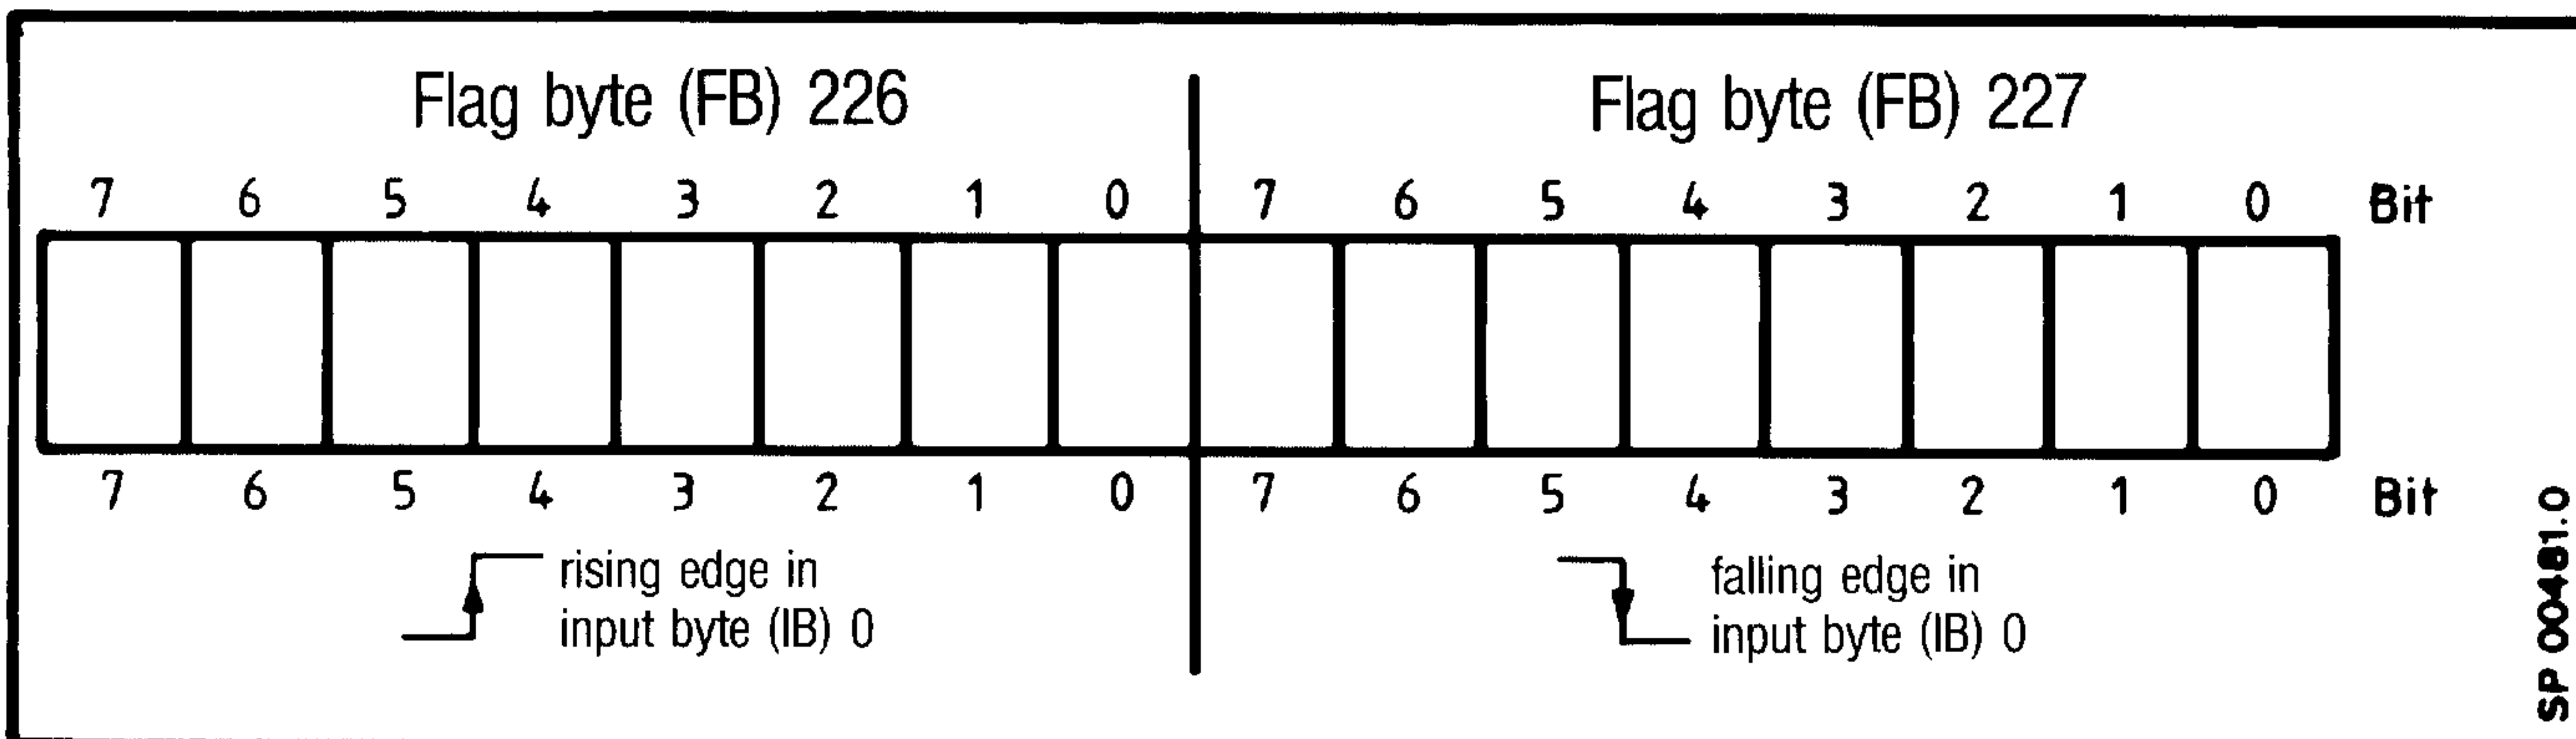 Flag byte (FB) 226 Flag byte (FB) 227
7 6 5 4 3 2 1 0 7 6 5 4 3 2 1 0 Bit
7 6 5 4 3 2 1 0 7 6 5 4 3 2 1 0 Bit
rising edge in falling edge in
input byte (IB) 0 input byte (IB) 0
SP 00481.0